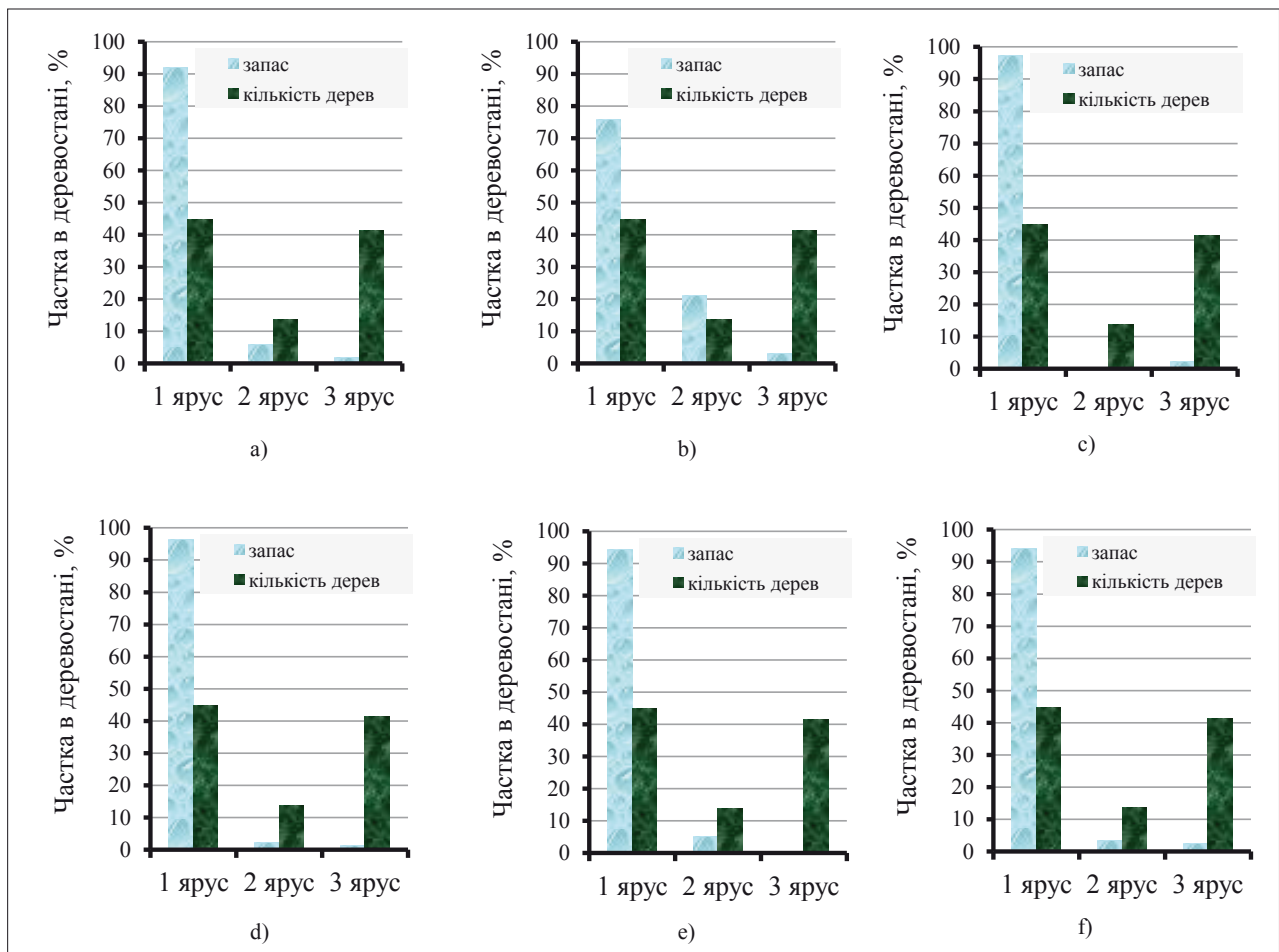 Частка в деревостані, %
100
90
80
70
60
50
40
30
20
10
0
запас
кількість дерев
1 ярус 2 ярус 3 ярус
a)
Частка в деревостані, %
100
90
80
70
60
50
40
30
20
10
0
запас
кількість дерев
1 ярус 2 ярус 3 ярус
b)
Частка в деревостані, %
100
90
80
70
60
50
40
30
20
10
0
запас
кількість дерев
1 ярус 2 ярус 3 ярус
c)
Частка в деревостані, %
100
90
80
70
60
50
40
30
20
10
0
запас
кількість дерев
1 ярус 2 ярус 3 ярус
d)
Частка в деревостані, %
100
90
80
70
60
50
40
30
20
10
0
запас
кількість дерев
1 ярус 2 ярус 3 ярус
e)
Частка в деревостані, %
100
90
80
70
60
50
40
30
20
10
0
запас
кількість дерев
1 ярус 2 ярус 3 ярус
f)